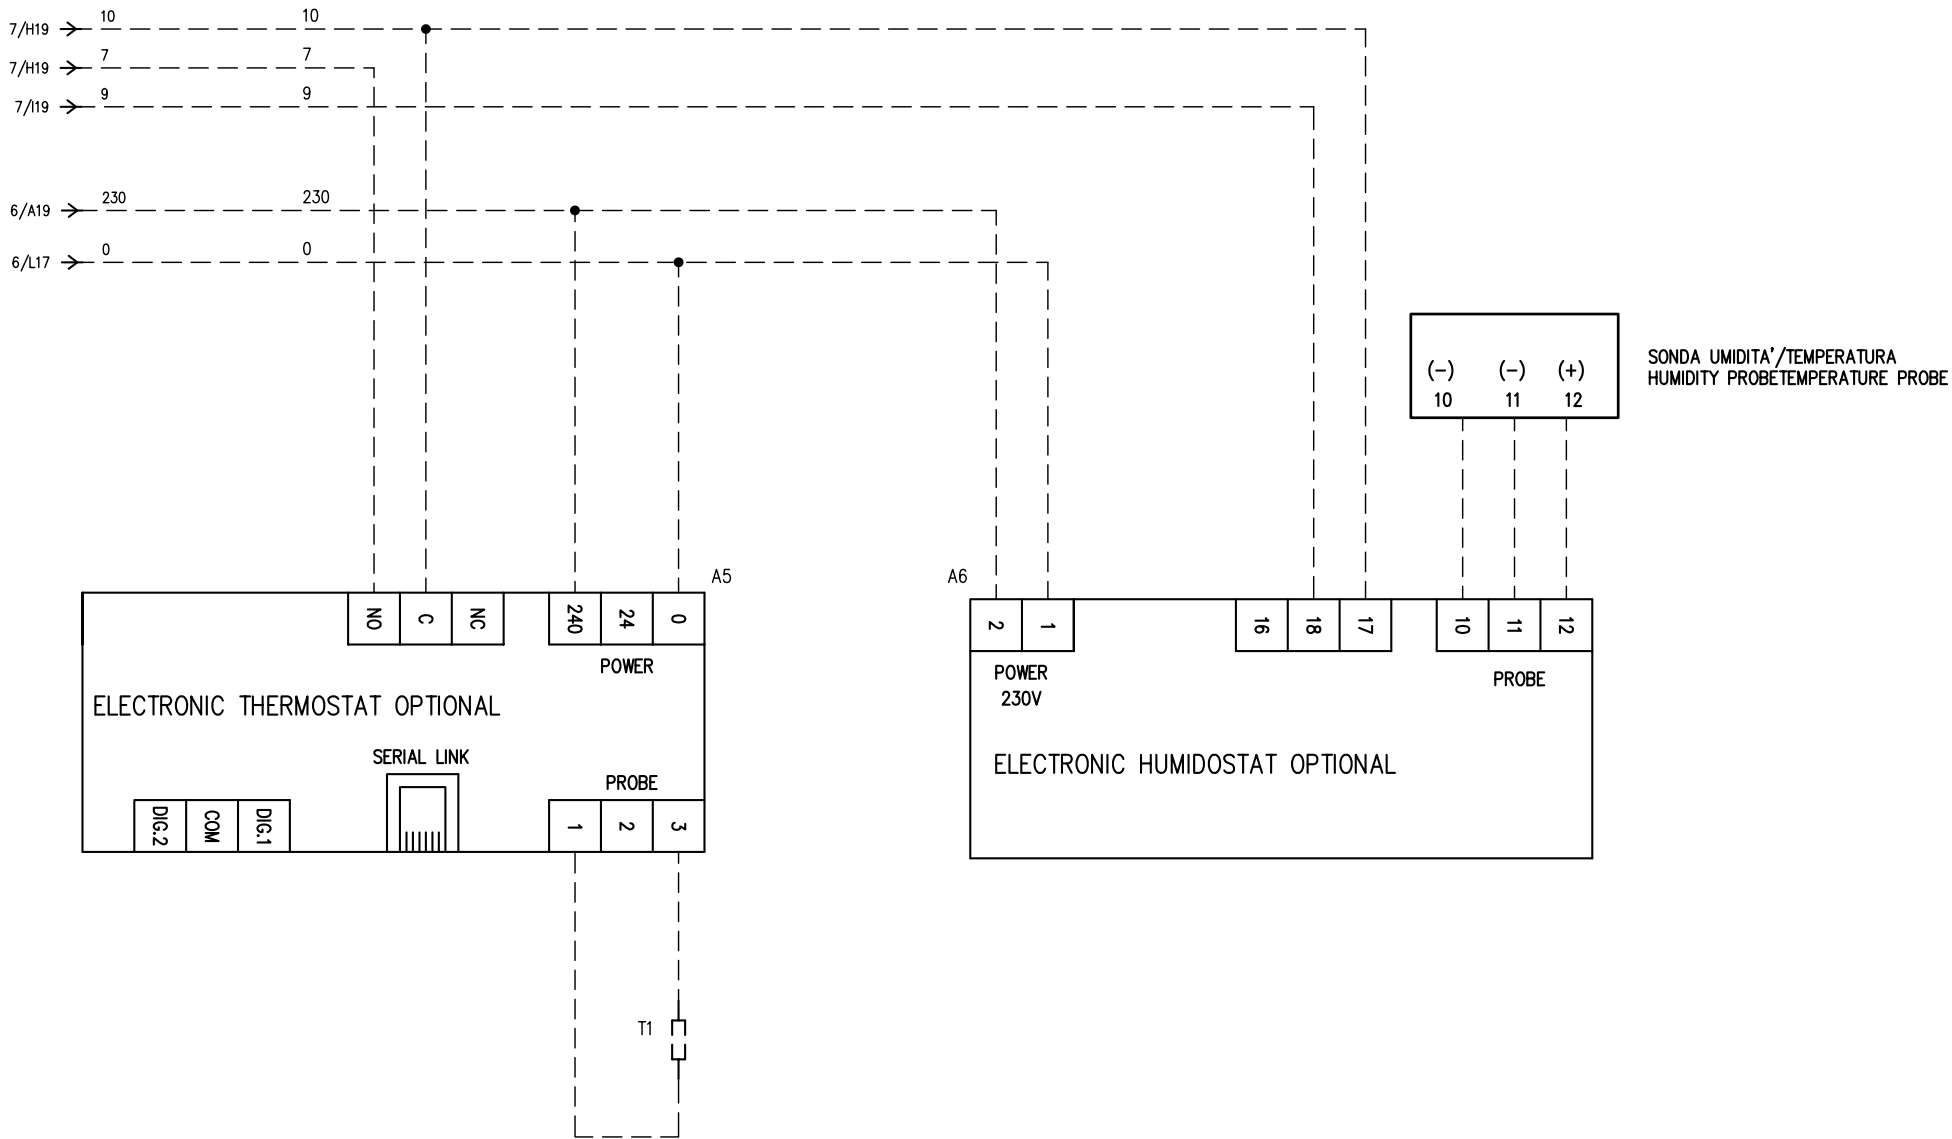 7/H19 10 10
7/H19 7 7
7/I19 9 9
6/A19 230 230
6/L17 0 0
(-) (-) (+)
10 11 12
SONDA UMIDITA'/TEMPERATURA
HUMIDITY PROBETEMPERATURE PROBE
A5
NO C NC 240 24 0
POWER
ELECTRONIC THERMOSTAT OPTIONAL
SERIAL LINK
PROBE
DIG.2 COM DIG.1 1 2 3
T1
A6
2 1 16 18 17 10 11 12
POWER
230V
PROBE
ELECTRONIC HUMIDOSTAT OPTIONAL